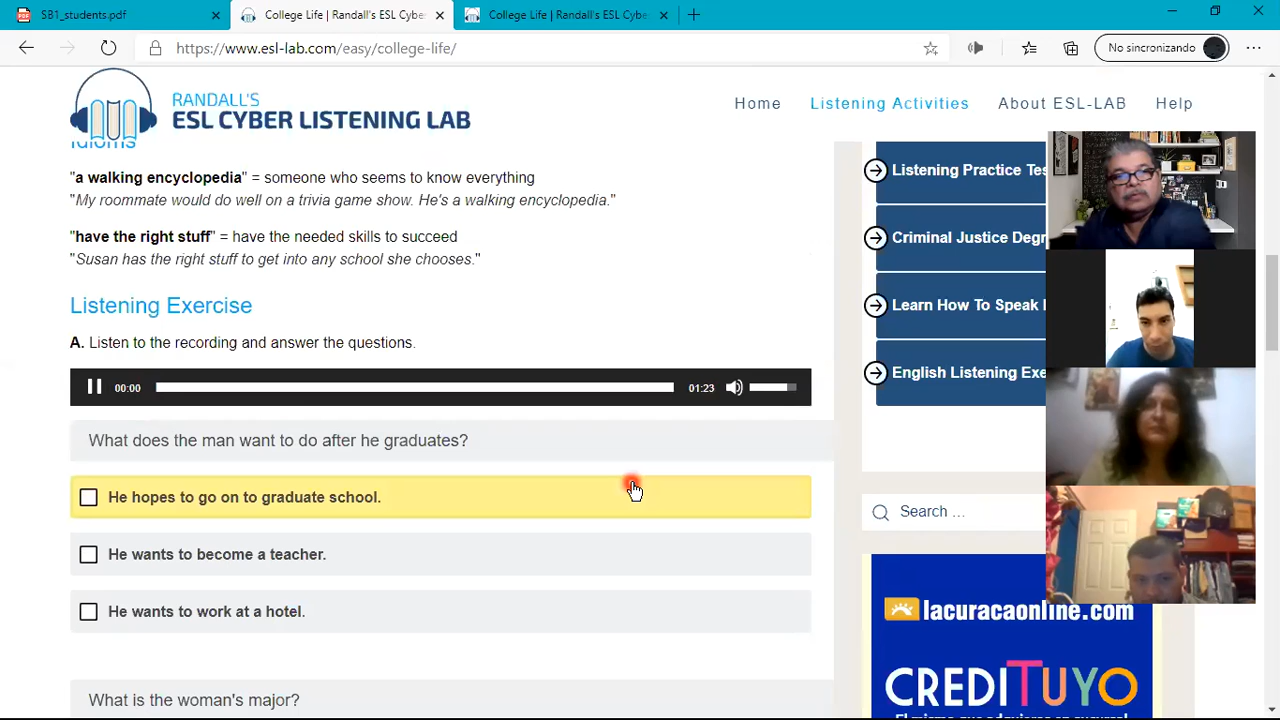 SB1_students.pdf
College Life | Randall's ESL Cybe
College Life | Randall's ESL Cybe
https://www.esl-lab.com/easy/college-life/
No sincronizando
RANDALL'S
ESL CYBER LISTENING LAB
Home
Listening Activities
About ESL-LAB
Help
Idioms
"a walking encyclopedia" = someone who seems to know everything
"My roommate would do well on a trivia game show. He's a walking encyclopedia."
"have the right stuff" = have the needed skills to succeed
"Susan has the right stuff to get into any school she chooses."
Listening Exercise
A. Listen to the recording and answer the questions.
00:00
01:23
What does the man want to do after he graduates?
He hopes to go on to graduate school.
He wants to become a teacher.
He wants to work at a hotel.
What is the woman's major?
Listening Practice Tes
Criminal Justice Degr
Learn How To Speak
English Listening Exe
Search ...
lacuracaonline.com
CREDITUYO